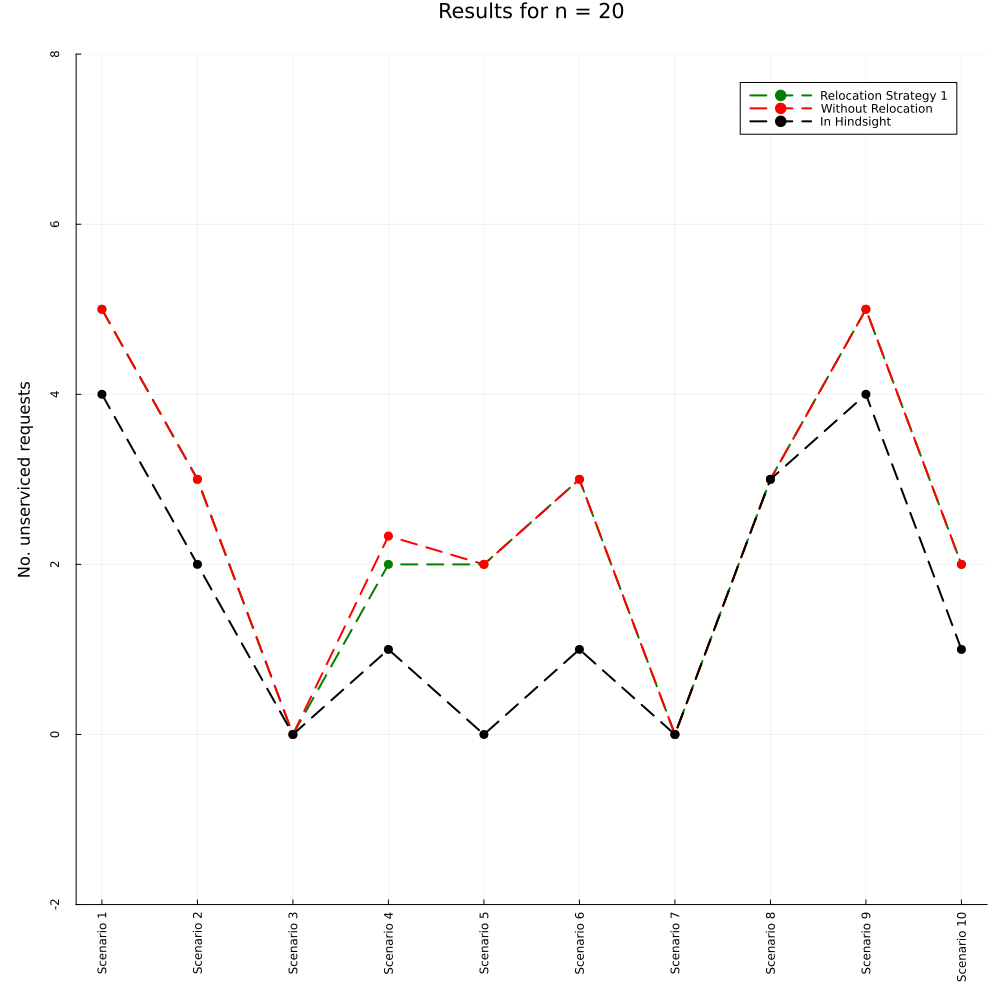 Results for n = 20
Relocation Strategy 1
Without Relocation
In Hindsight
No. unserviced requests
8
6
4
2
0
-2
Scenario 1
Scenario 2
Scenario 3
Scenario 4
Scenario 5
Scenario 6
Scenario 7
Scenario 8
Scenario 9
Scenario 10